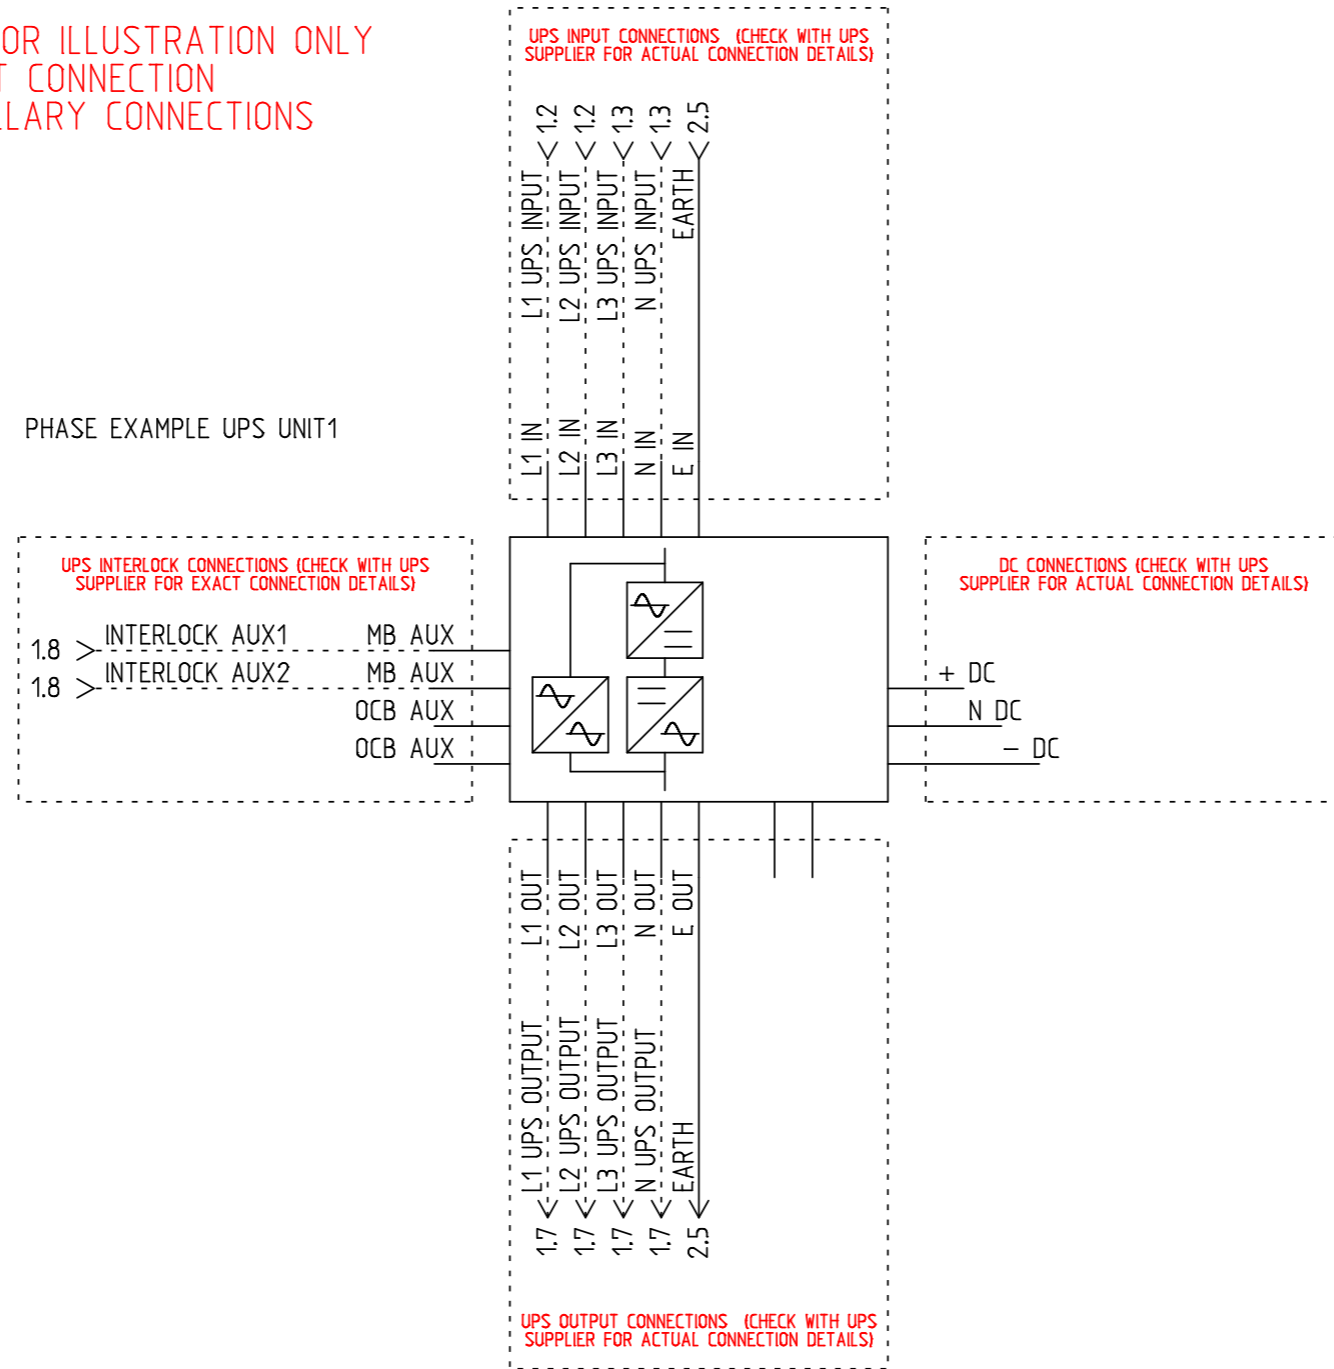 OR ILLUSTRATION ONLY
CONNECTION
CONNECTIONS
UPS INPUT CONNECTIONS (CHECK WITH UPS
SUPPLIER FOR ACTUAL CONNECTION DETAILS)
1.2
1.2
1.3
1.3
2.5
L1 UPS INPUT
L2 UPS INPUT
L3 UPS INPUT
N UPS INPUT
EARTH
L1 IN
L2 IN
L3 IN
N IN
E IN
PHASE EXAMPLE UPS UNIT1
UPS INTERLOCK CONNECTIONS (CHECK WITH UPS
SUPPLIER FOR EXACT CONNECTION DETAILS)
1.8 INTERLOCK AUX1 MB AUX
1.8 INTERLOCK AUX2 MB AUX
OCB AUX
OCB AUX
DC CONNECTIONS (CHECK WITH UPS
SUPPLIER FOR ACTUAL CONNECTION DETAILS)
+ DC
N DC
- DC
L1 OUT
L2 OUT
L3 OUT
N OUT
E OUT
L1 UPS OUTPUT
L2 UPS OUTPUT
L3 UPS OUTPUT
N UPS OUTPUT
EARTH
1.7
1.7
1.7
1.7
2.5
UPS OUTPUT CONNECTIONS (CHECK WITH UPS
SUPPLIER FOR ACTUAL CONNECTION DETAILS)